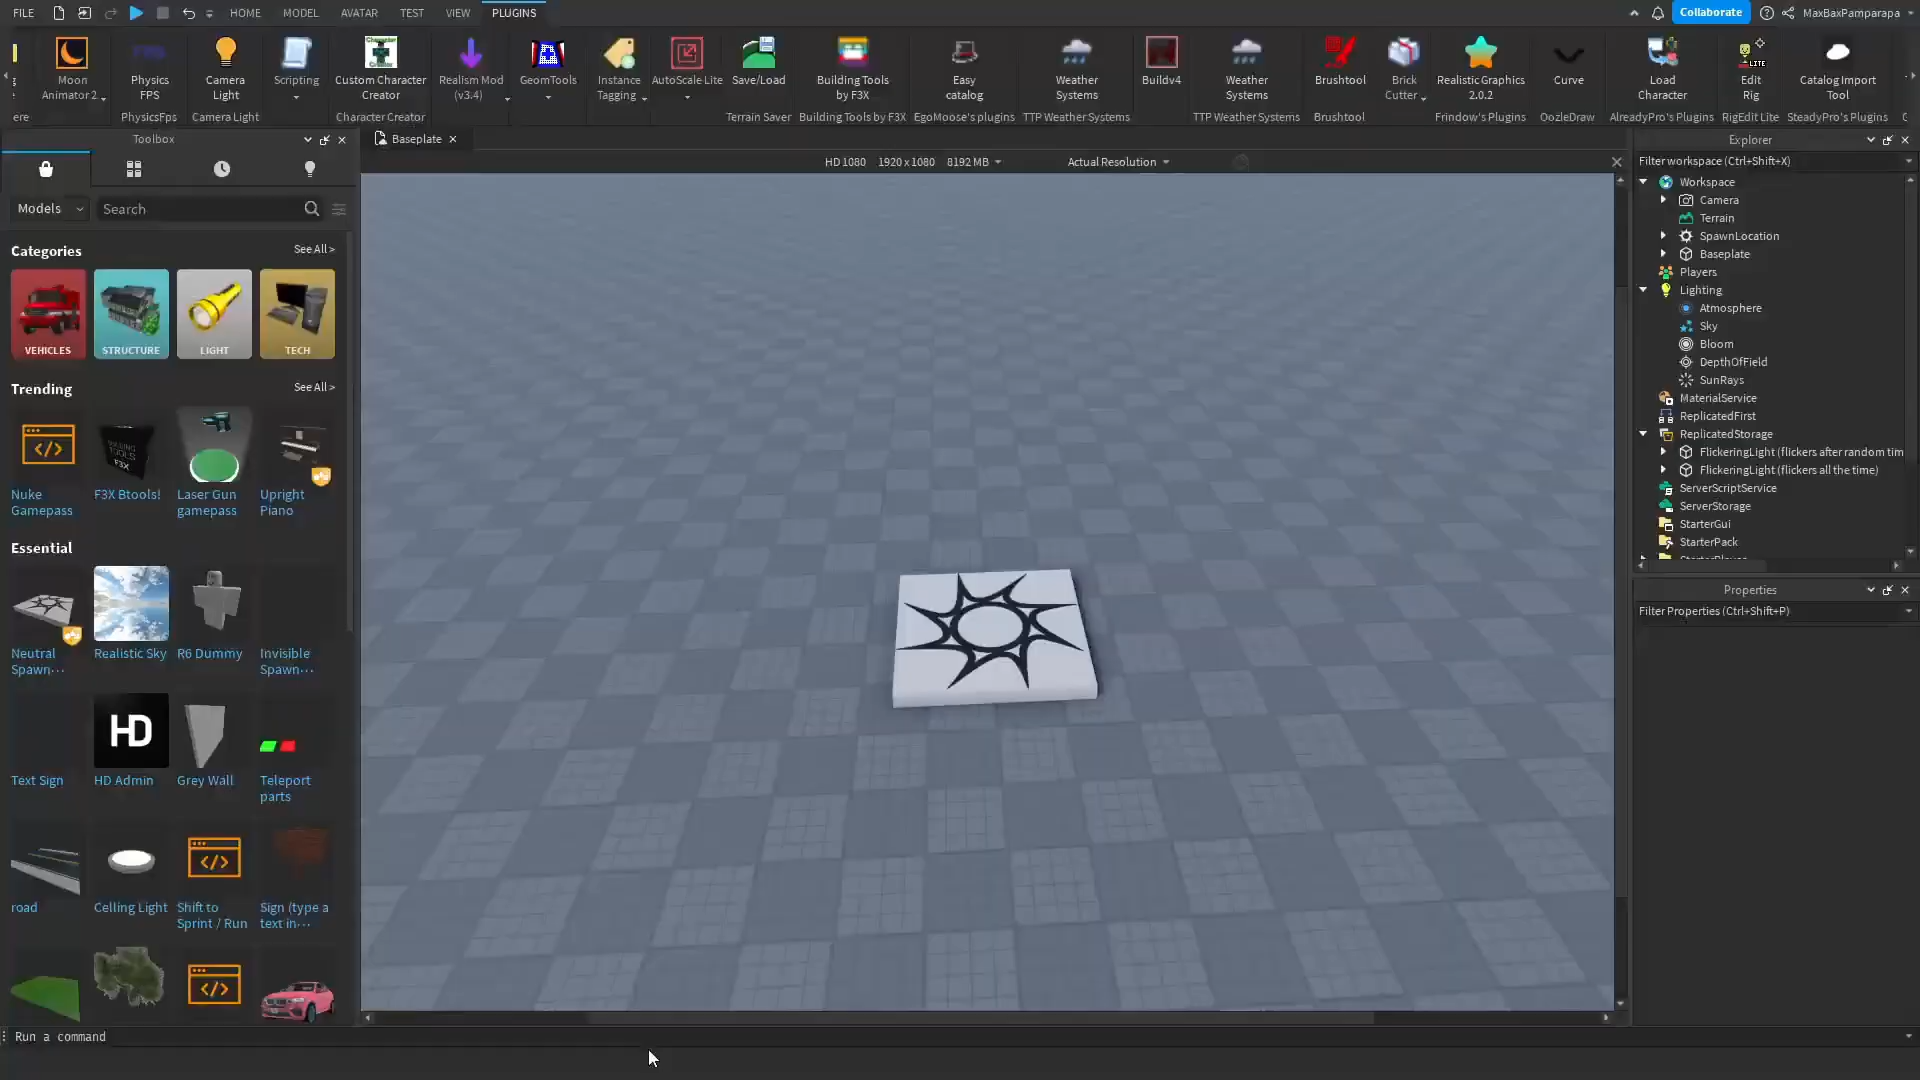 FILE HOME MODEL AVATAR TEST VIEW PLUGINS Collaborate MaxBaxPamparapa
Moon Animator 2
Physics FPS
Camera Light
Scripting
Custom Character Creator
Realism Mod (v3.4)
GeomTools
Instance Tagging
AutoScale Lite
Save/Load
Building Tools by F3X
Easy catalog
Weather Systems
Buildv4
Weather Systems
Brushtool
Brick Cutter
Realistic Graphics 2.0.2
Curve
Load Character
Edit Rig
LITE
Catalog Import Tool
ere PhysicsFps Camera Light Character Creator Terrain Saver Building Tools by F3X EgoMoose's plugins TTP Weather Systems TTP Weather Systems Brushtool Frindow's Plugins OozleDraw AlreadyPro's Plugins RigEdit Lite SteadyPro's Plugins
Toolbox
Models
Search
Categories See All >
VEHICLES STRUCTURE LIGHT TECH
Trending See All >
BUILDING TOOLS F3X
Nuke Gamepass
F3X Btools!
Laser Gun gamepass
Upright Piano
Essential
Neutral Spawn···
Realistic Sky
R6 Dummy
Invisible Spawn···
HD
Text Sign
HD Admin
Grey Wall
Teleport parts
road
Celling Light
Shift to Sprint / Run
Sign (type a text in···
Baseplate
HD 1080 1920 x 1080 8192 MB Actual Resolution
Explorer
Filter workspace (Ctrl+Shift+X)
Workspace
Camera
Terrain
SpawnLocation
Baseplate
Players
Lighting
Atmosphere
Sky
Bloom
DepthOfField
SunRays
MaterialService
ReplicatedFirst
ReplicatedStorage
FlickeringLight (flickers after random tim
FlickeringLight (flickers all the time)
ServerScriptService
ServerStorage
StarterGui
StarterPack
Properties
Filter Properties (Ctrl+Shift+P)
Run a command